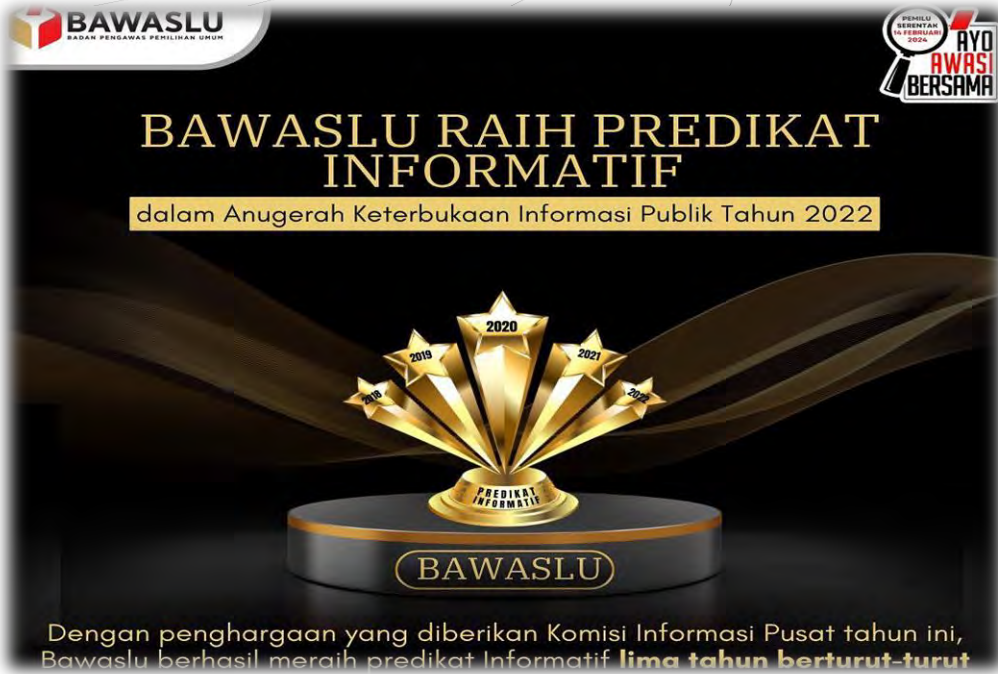 BAWASLU
BADAN PENGAWAS PEMILIHAN UMUM
PEMILU
SERENTAK
14 FEBRUARI
2024
AYO
AWASI
BERSAMA
BAWASLU RAIH PREDIKAT
INFORMATIF
dalam Anugerah Keterbukaan Informasi Publik Tahun 2022
2018
2019
2020
2021
2022
PREDIKAT
INFORMATIF
BAWASLU
Dengan penghargaan yang diberikan Komisi Informasi Pusat tahun ini,
Bawaslu berhasil meraih predikat Informatif lima tahun berturut-turut